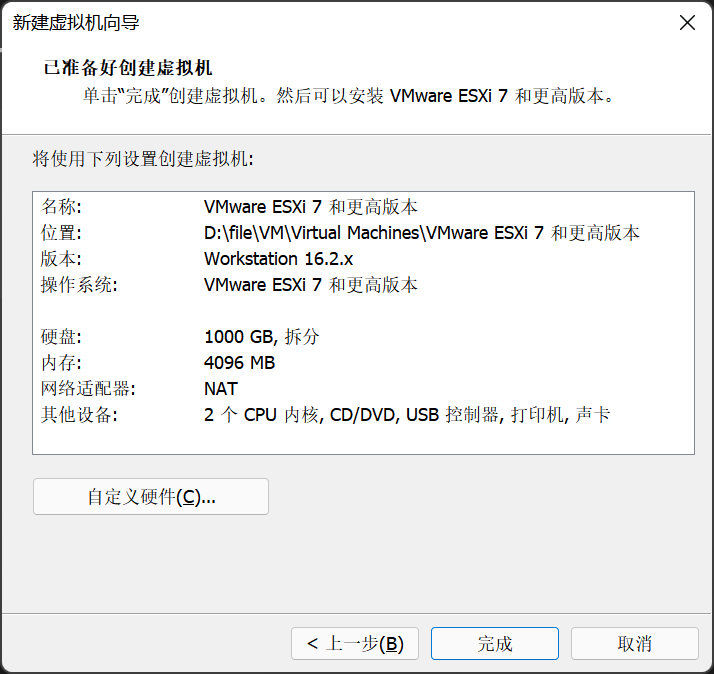 新建虚拟机向导
已准备好创建虚拟机
单击“完成”创建虚拟机。然后可以安装 VMware ESXi 7 和更高版本。
将使用下列设置创建虚拟机:
名称: VMware ESXi 7 和更高版本
位置: D:\file\VM\Virtual Machines\VMware ESXi 7 和更高版本
版本: Workstation 16.2.x
操作系统: VMware ESXi 7 和更高版本
硬盘: 1000 GB, 拆分
内存: 4096 MB
网络适配器: NAT
其他设备: 2 个 CPU 内核, CD/DVD, USB 控制器, 打印机, 声卡
自定义硬件(C)...
< 上一步(B) 完成 取消